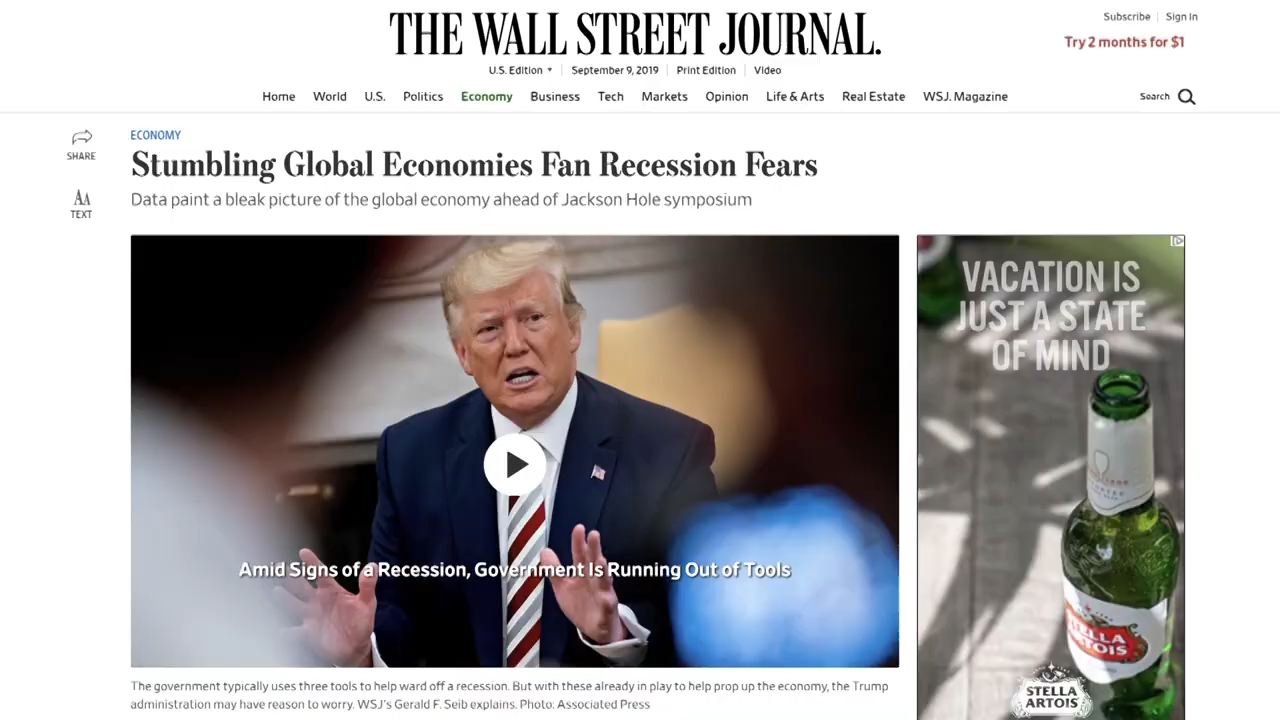 THE WALL STREET JOURNAL.
Subscribe
Sign In
Try 2 months for $1
U.S. Edition
September 9, 2019
Print Edition
Video
Home World U.S. Politics Economy Business Tech Markets Opinion Life & Arts Real Estate WSJ. Magazine
Search
SHARE
AA
TEXT
ECONOMY
Stumbling Global Economies Fan Recession Fears
Data paint a bleak picture of the global economy ahead of Jackson Hole symposium
Amid Signs of a Recession, Government Is Running Out of Tools
The government typically uses three tools to help ward off a recession. But with these already in play to help prop up the economy, the Trump
administration may have reason to worry. WSJ's Gerald F. Seib explains. Photo: Associated Press
VACATION IS
JUST A STATE
OF MIND
STELLA
ARTOIS
STELLA
ARTOIS